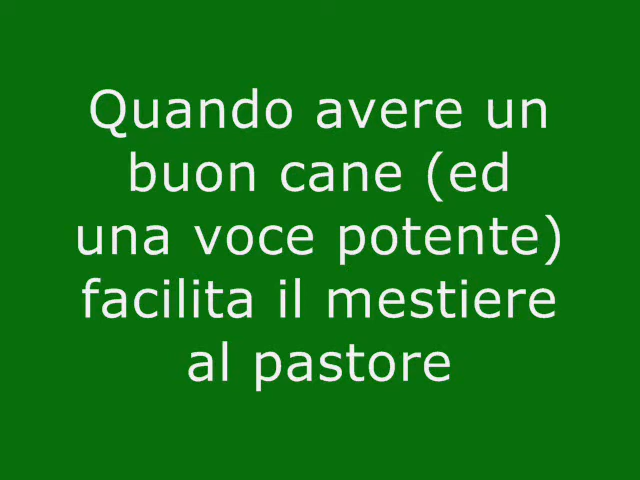 Quando avere un
buon cane (ed
una voce potente)
facilita il mestiere
al pastore